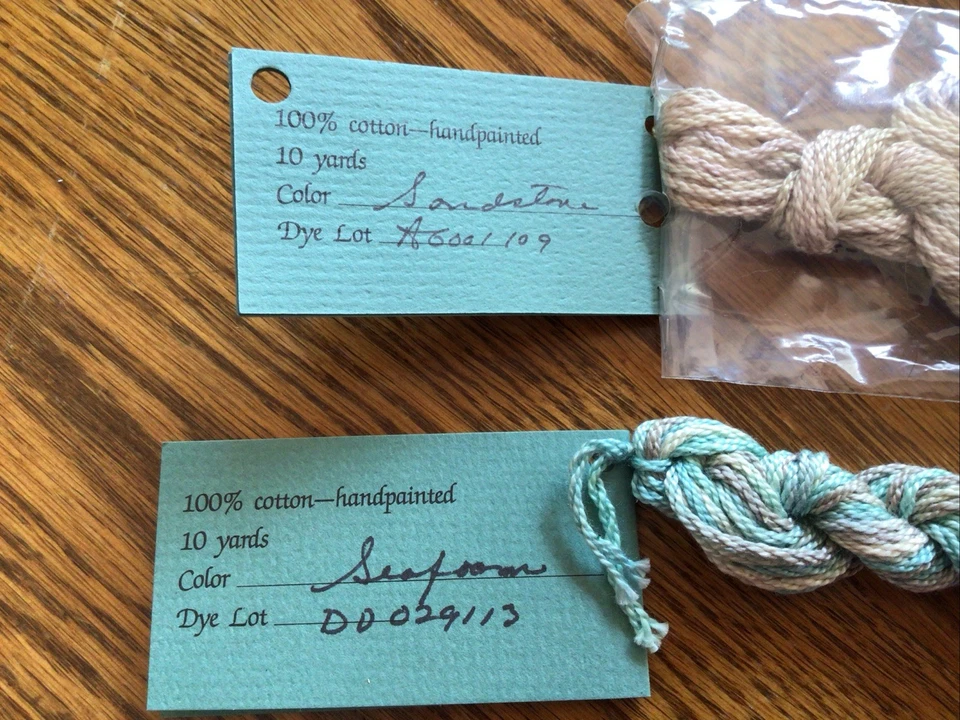 100% cotton—handpainted
10 yards
Color Sandstone
Dye Lot A6001109
100% cotton—handpainted
10 yards
Color Seafoam
Dye Lot DD029113